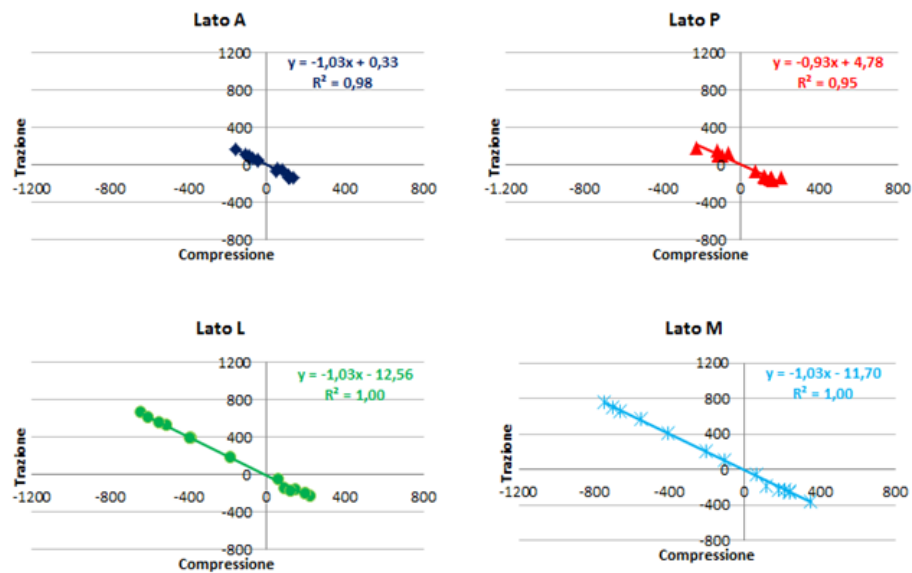 Lato A
1200
y = -1,03x + 0,33
R² = 0,98
800
400
0
-1200 -800 -400 0 400 800
-400
-800
Trazione
Compressione
Lato P
1200
y = -0,93x + 4,78
R² = 0,95
800
400
0
-1200 -800 -400 0 400 800
-400
-800
Trazione
Compressione
Lato L
1200
y = -1,03x - 12,56
R² = 1,00
800
400
0
-1200 -800 -400 0 400 800
-400
-800
Trazione
Compressione
Lato M
1200
y = -1,03x - 11,70
R² = 1,00
800
400
0
-1200 -800 -400 0 400 800
-400
-800
Trazione
Compressione